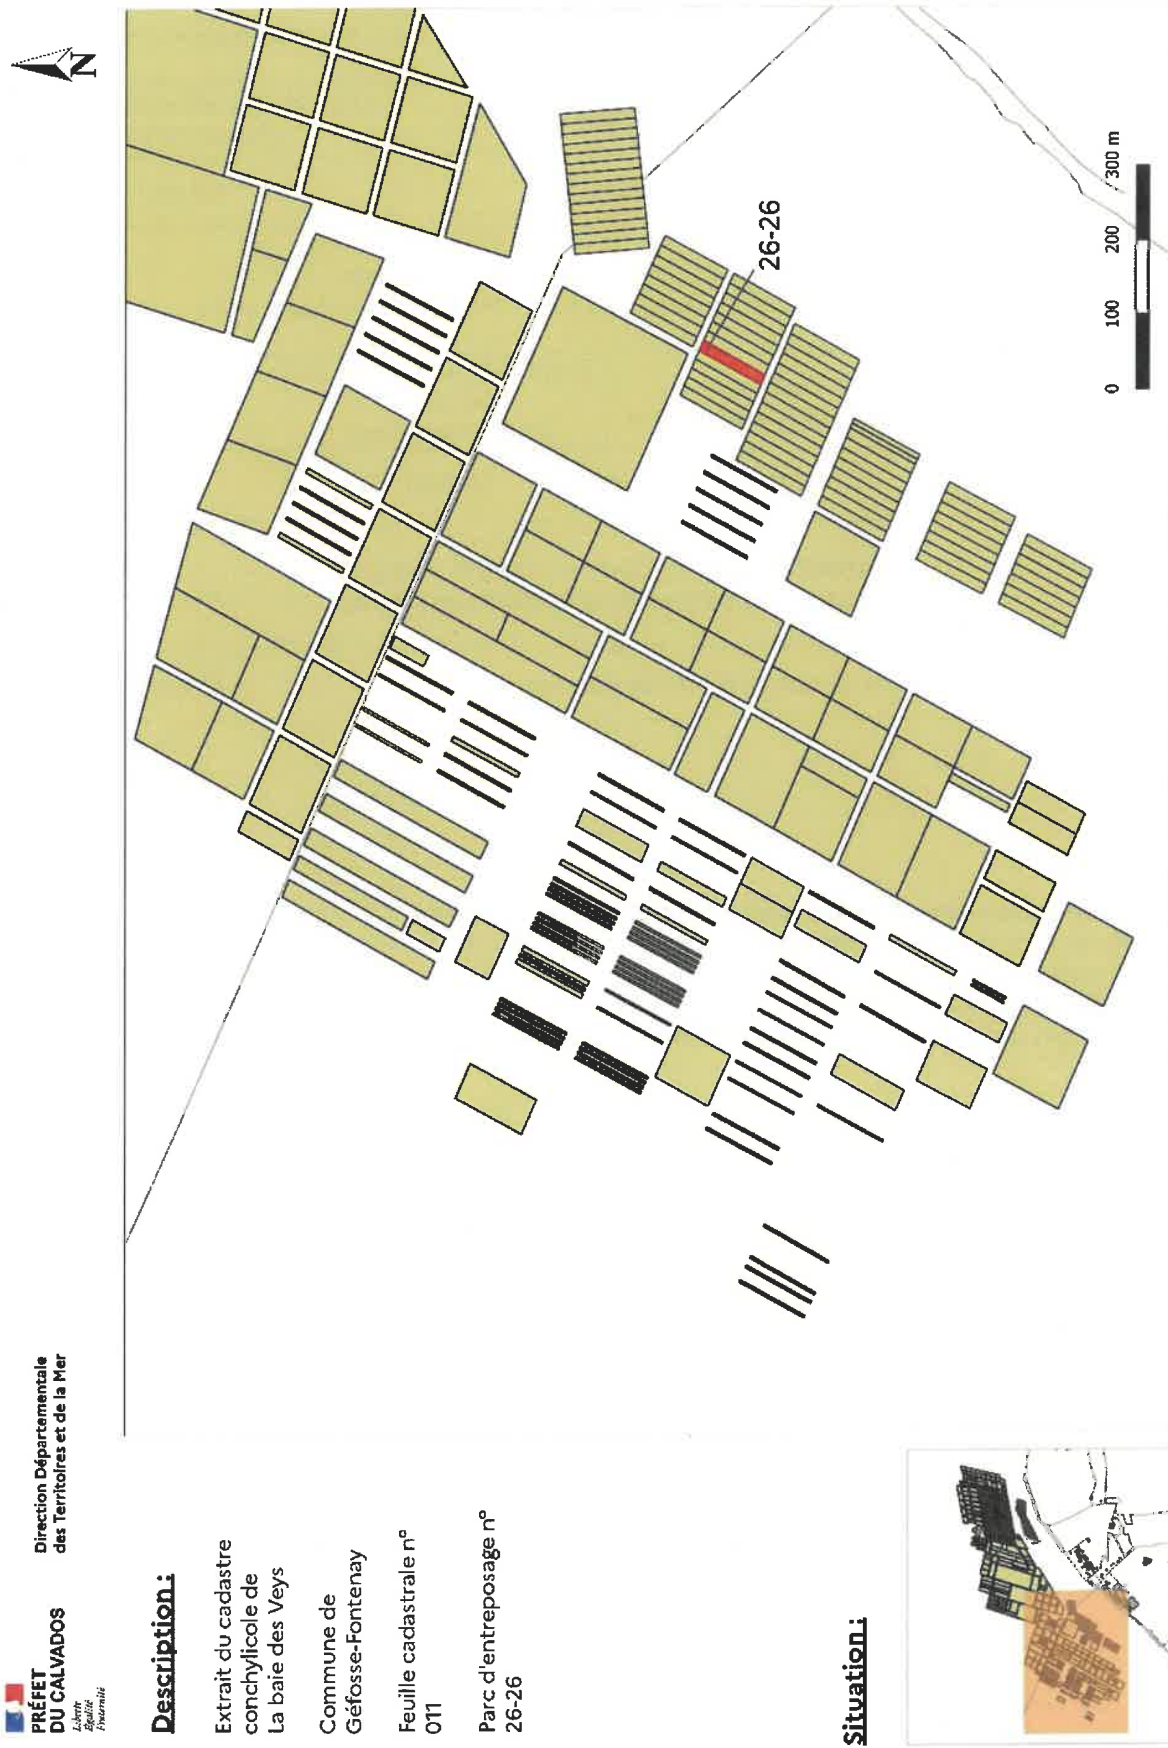 PRÉFET
DU CALVADOS
Liberté
Égalité
Fraternité
Direction Départementale
des Territoires et de la Mer
N
Description :
Extrait du cadastre
conchylicole de
La baie des Veys
Commune de
Géfosse-Fontenay
Feuille cadastrale n°
011
Parc d'entreposage n°
26-26
Situation :
26-26
0 100 200 300 m